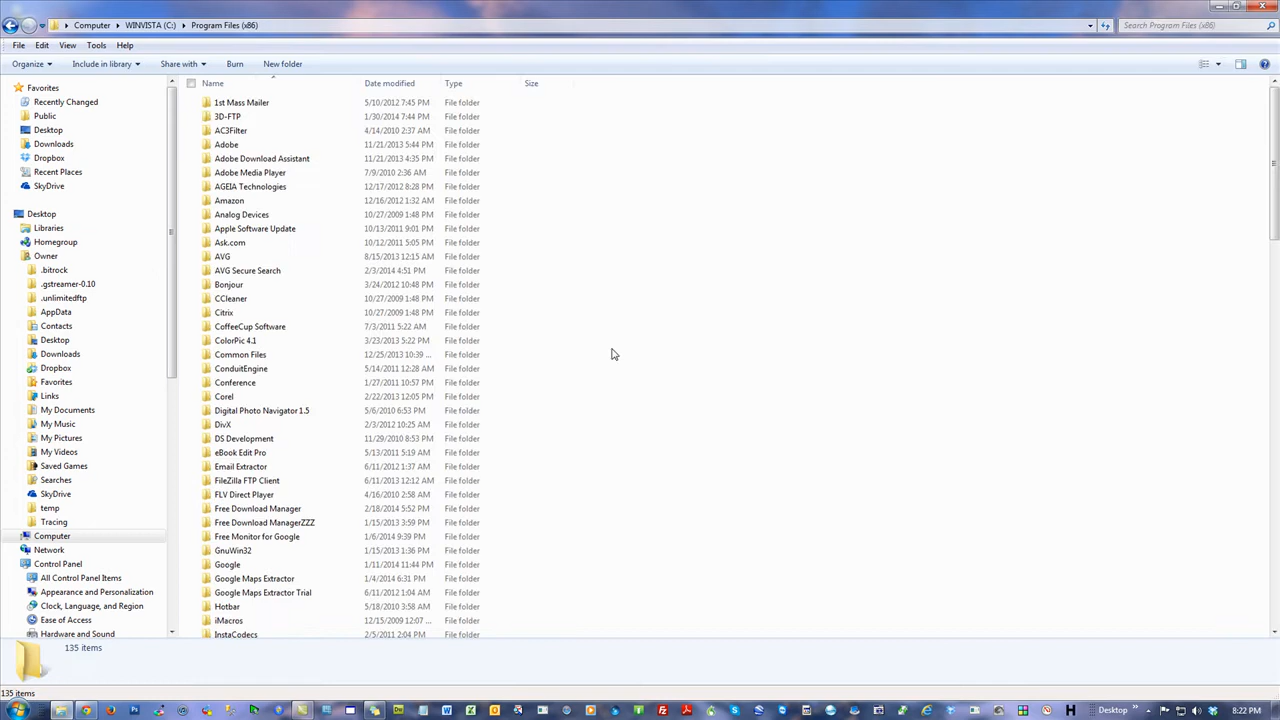 Computer ▸ WINVISTA (C:) ▸ Program Files (x86)
Search Program Files (x86)
File Edit View Tools Help
Organize Include in library Share with Burn New folder
Name Date modified Type Size
Favorites
Recently Changed
Public
Desktop
Downloads
Dropbox
Recent Places
SkyDrive
Desktop
Libraries
Homegroup
Owner
.bitrock
.gstreamer-0.10
.unlimitedftp
AppData
Contacts
Desktop
Downloads
Dropbox
Favorites
Links
My Documents
My Music
My Pictures
My Videos
Saved Games
Searches
SkyDrive
temp
Tracing
Computer
Network
Control Panel
All Control Panel Items
Appearance and Personalization
Clock, Language, and Region
Ease of Access
Hardware and Sound
1st Mass Mailer 5/10/2012 7:45 PM File folder
3D-FTP 1/30/2014 7:44 PM File folder
AC3Filter 4/14/2010 2:37 AM File folder
Adobe 11/21/2013 5:44 PM File folder
Adobe Download Assistant 11/21/2013 4:35 PM File folder
Adobe Media Player 7/9/2010 2:36 AM File folder
AGEIA Technologies 12/17/2012 8:28 PM File folder
Amazon 12/16/2012 1:32 AM File folder
Analog Devices 10/27/2009 1:48 PM File folder
Apple Software Update 10/13/2011 9:01 PM File folder
Ask.com 10/12/2011 5:05 PM File folder
AVG 8/15/2013 12:15 AM File folder
AVG Secure Search 2/3/2014 4:51 PM File folder
Bonjour 3/24/2012 10:48 PM File folder
CCleaner 10/27/2009 1:48 PM File folder
Citrix 10/27/2009 1:48 PM File folder
CoffeeCup Software 7/3/2011 5:22 AM File folder
ColorPic 4.1 3/23/2013 5:22 PM File folder
Common Files 12/25/2013 10:39 ... File folder
ConduitEngine 5/14/2011 12:28 AM File folder
Conference 1/27/2011 10:57 PM File folder
Corel 2/22/2013 12:05 PM File folder
Digital Photo Navigator 1.5 5/6/2010 6:53 PM File folder
DivX 2/3/2012 10:25 AM File folder
DS Development 11/29/2010 8:53 PM File folder
eBook Edit Pro 5/13/2011 5:19 AM File folder
Email Extractor 6/11/2012 1:37 AM File folder
FileZilla FTP Client 6/11/2013 12:12 AM File folder
FLV Direct Player 4/16/2010 2:58 AM File folder
Free Download Manager 2/18/2014 5:52 PM File folder
Free Download ManagerZZZ 1/15/2013 3:59 PM File folder
Free Monitor for Google 1/6/2014 9:39 PM File folder
GnuWin32 1/15/2013 1:36 PM File folder
Google 1/11/2014 11:44 PM File folder
Google Maps Extractor 1/4/2014 6:31 PM File folder
Google Maps Extractor Trial 6/11/2012 1:04 AM File folder
Hotbar 5/18/2010 3:58 AM File folder
iMacros 12/15/2009 12:07 ... File folder
InstaCodecs 2/5/2011 2:04 PM File folder
135 items
135 items
Desktop 8:22 PM